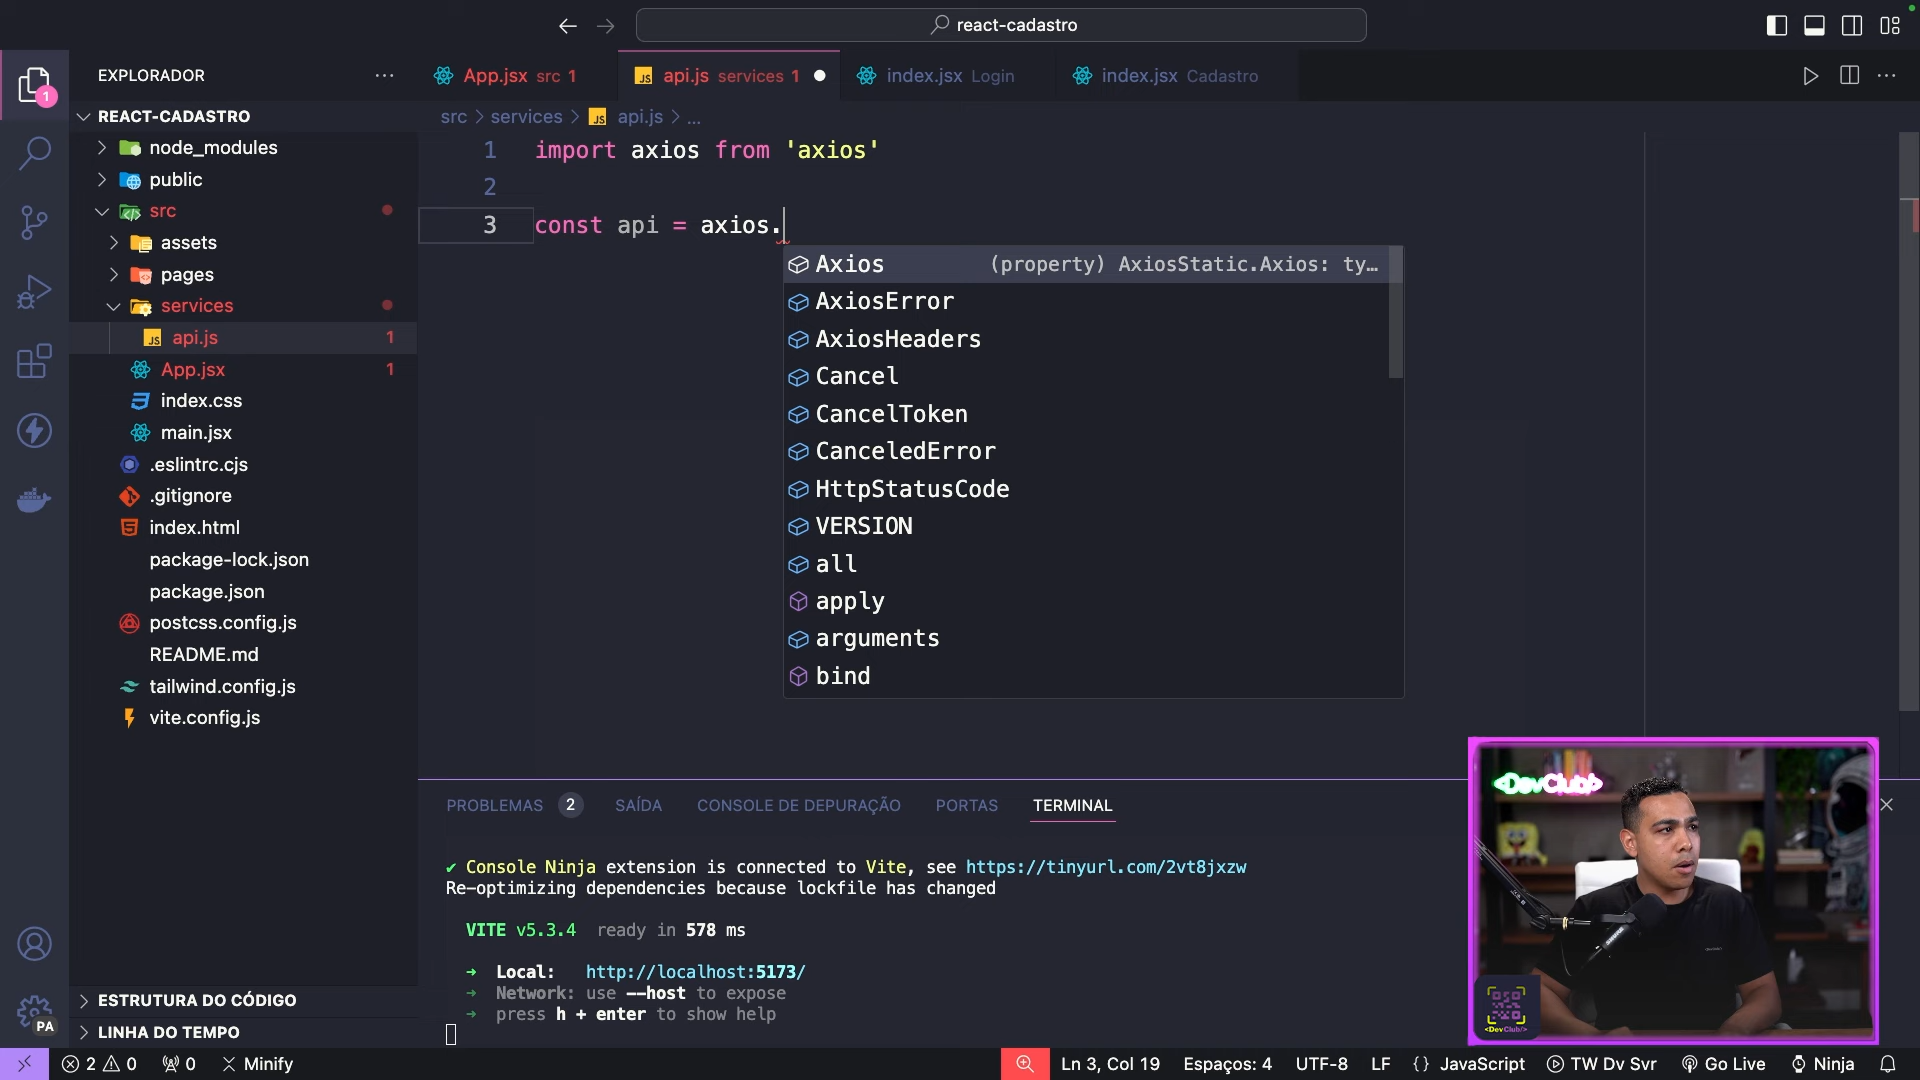 react-cadastro
EXPLORADOR
App.jsx src 1
api.js services 1
index.jsx Login
index.jsx Cadastro
1
REACT-CADASTRO
src > services > JS api.js > ...
node_modules
public
src
assets
pages
services
JS api.js 1
App.jsx 1
index.css
main.jsx
.eslintrc.cjs
.gitignore
index.html
package-lock.json
package.json
postcss.config.js
README.md
tailwind.config.js
vite.config.js
ESTRUTURA DO CÓDIGO
LINHA DO TEMPO
PA
1 import axios from 'axios'
2
3 const api = axios.
Axios (property) AxiosStatic.Axios: ty…
AxiosError
AxiosHeaders
Cancel
CancelToken
CanceledError
HttpStatusCode
VERSION
all
apply
arguments
bind
PROBLEMAS 2 SAÍDA CONSOLE DE DEPURAÇÃO PORTAS TERMINAL
✔ Console Ninja extension is connected to Vite, see https://tinyurl.com/2vt8jxzw
Re-optimizing dependencies because lockfile has changed
VITE v5.3.4 ready in 578 ms
➜ Local: http://localhost:5173/
➜ Network: use --host to expose
➜ press h + enter to show help
<DevClub/>
<DevClub/>
2 0 0 Minify
Ln 3, Col 19 Espaços: 4 UTF-8 LF {} JavaScript TW Dv Svr Go Live Ninja